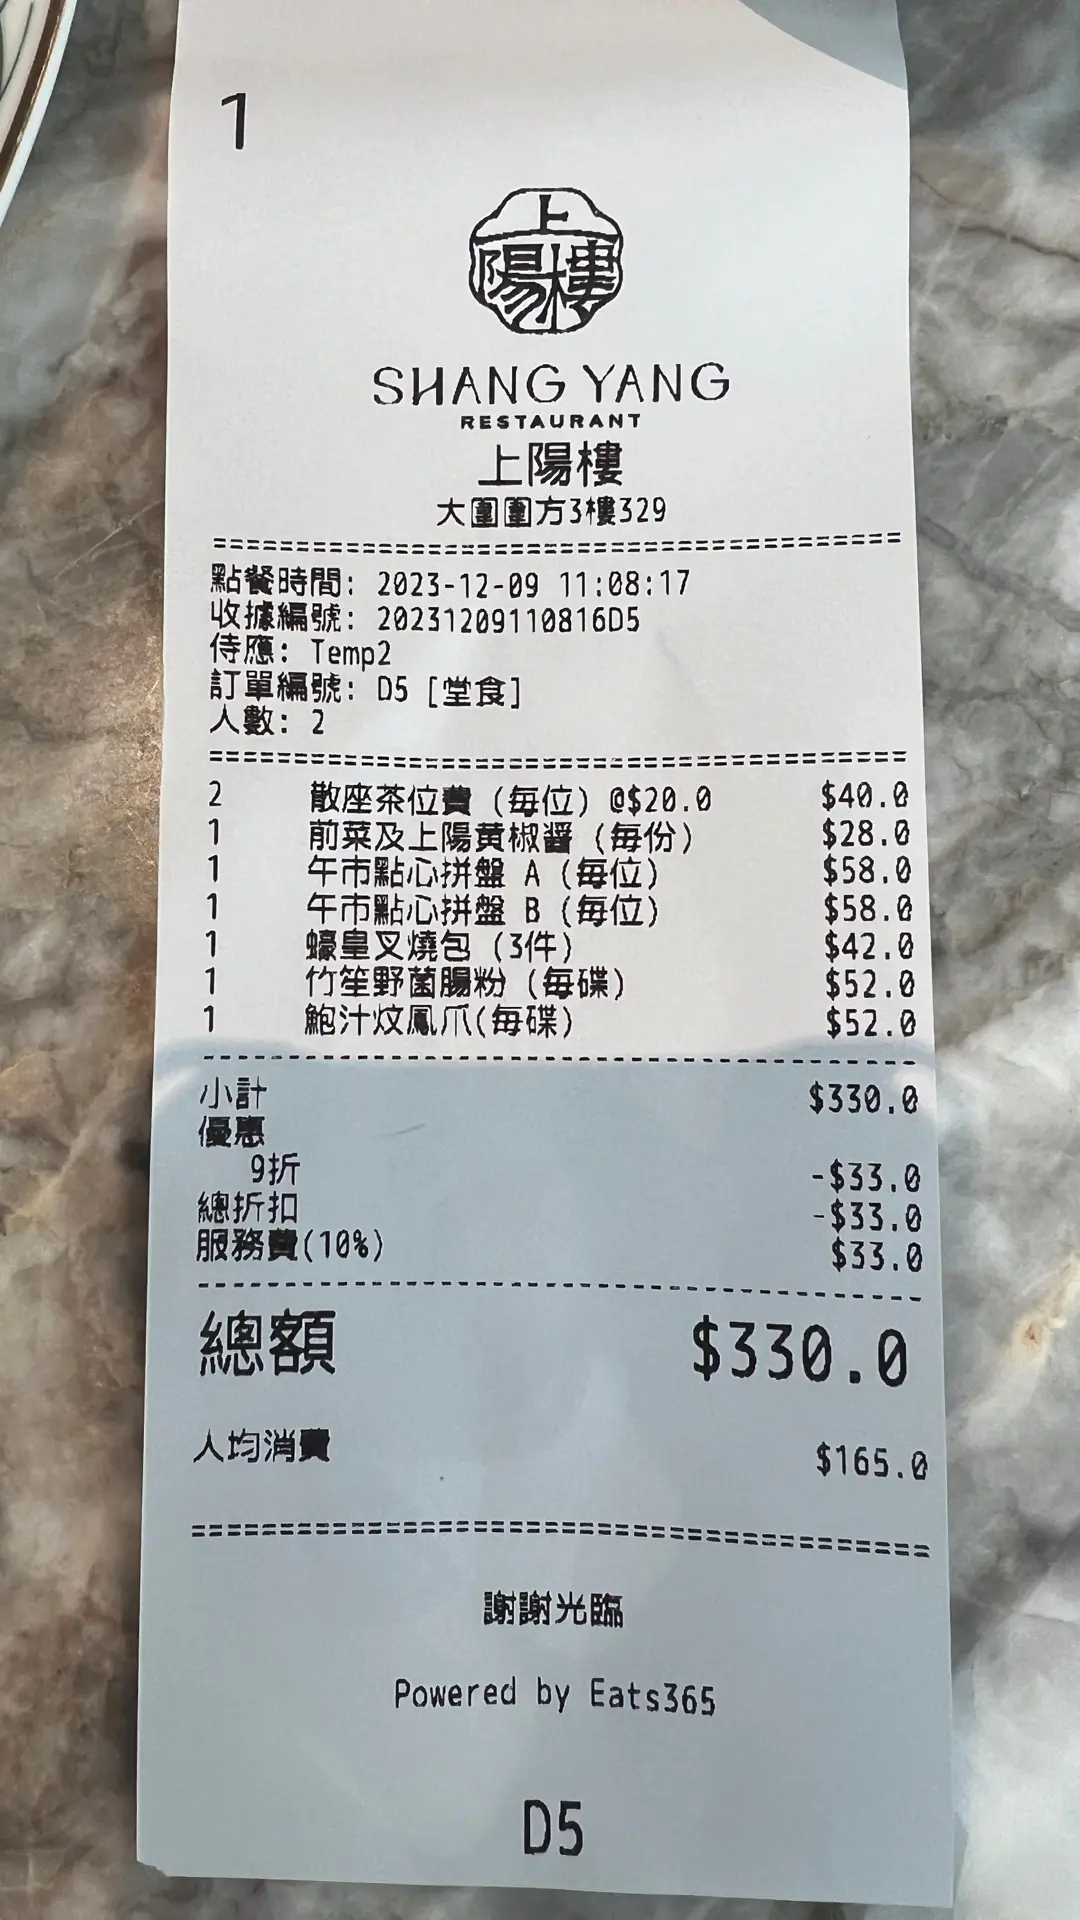 1
上
陽樓
SHANG YANG
RESTAURANT
上陽樓
大圍圍方3樓329
點餐時間: 2023-12-09 11:08:17
收據編號: 20231209110816D5
侍應: Temp2
訂單編號: D5 [堂食]
人數: 2
2 散座茶位費 (每位) @$20.0 $40.0
1 前菜及上陽黃椒醬 (每份) $28.0
1 午市點心拼盤 A (每位) $58.0
1 午市點心拼盤 B (每位) $58.0
1 蠔皇叉燒包 (3件) $42.0
1 竹笙野菌腸粉 (每碟) $52.0
1 鮑汁炆鳳爪(每碟) $52.0
小計 $330.0
優惠
9折 -$33.0
總折扣 -$33.0
服務費(10%) $33.0
總額 $330.0
人均消費 $165.0
謝謝光臨
Powered by Eats365
D5